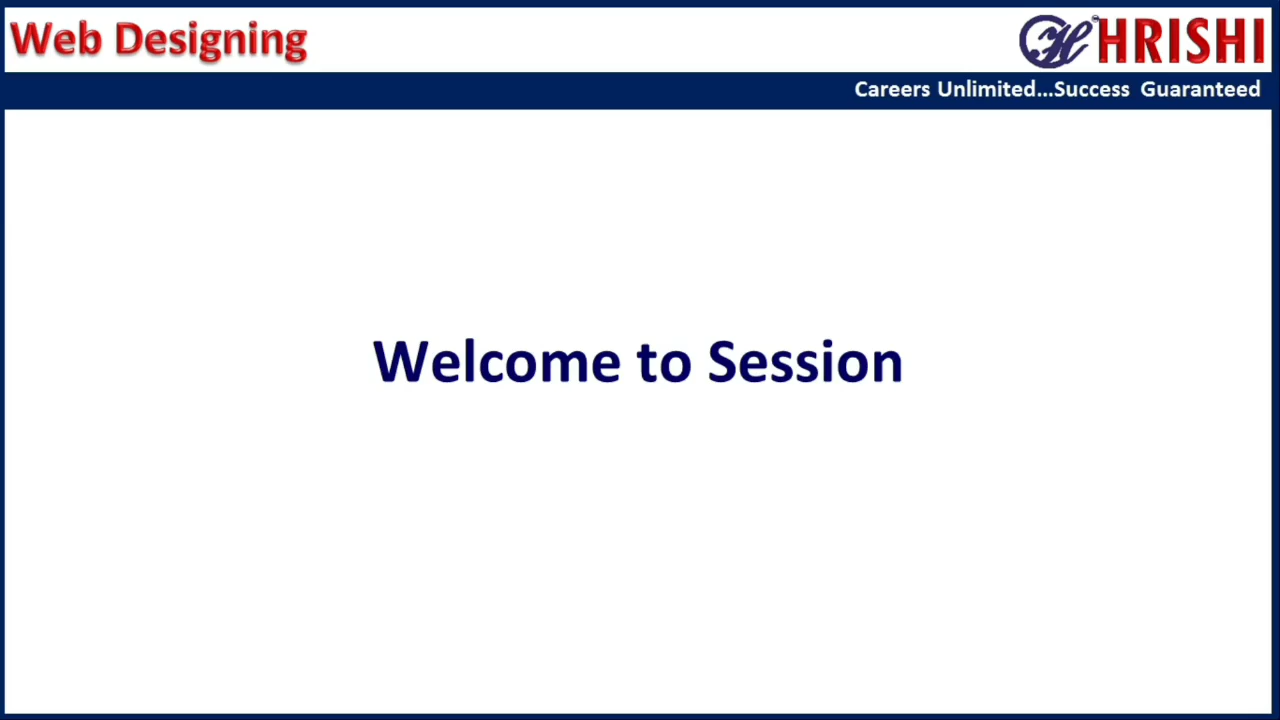 Web Designing
HRISHI
Careers Unlimited...Success Guaranteed
Welcome to Session